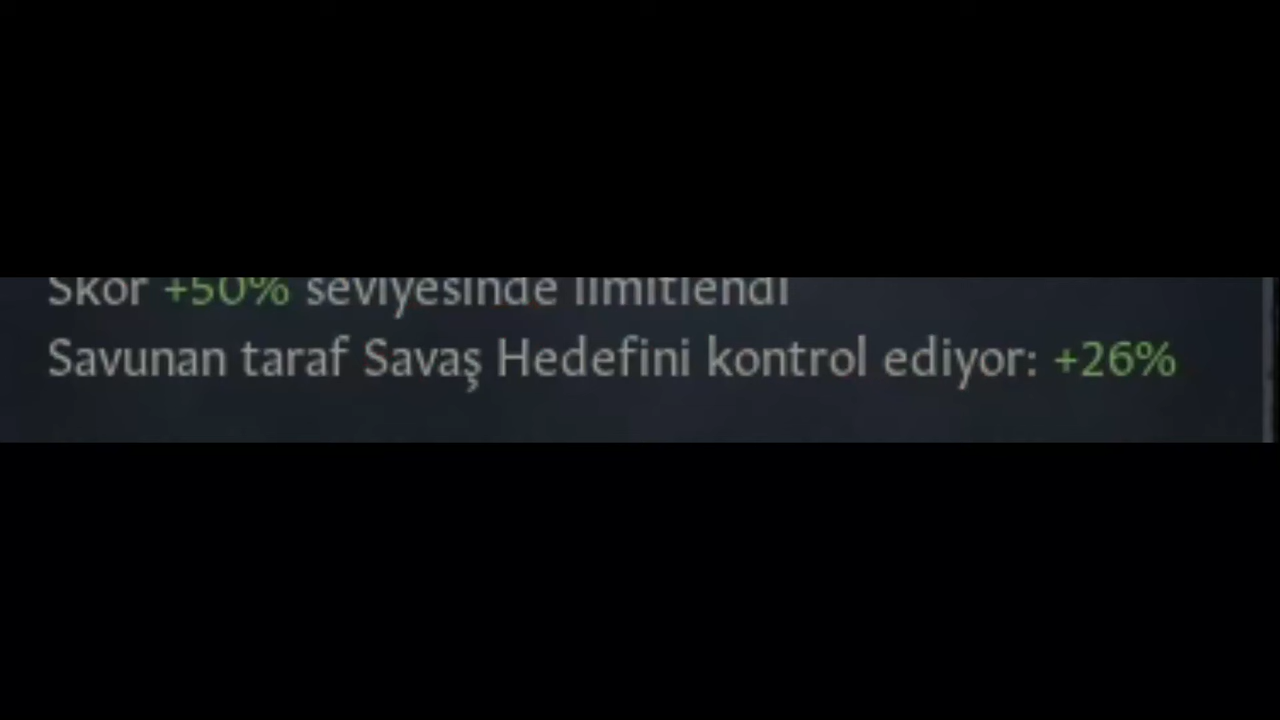 Skor +50% seviyesinde limitlendi
Savunan taraf Savaş Hedefini kontrol ediyor: +26%